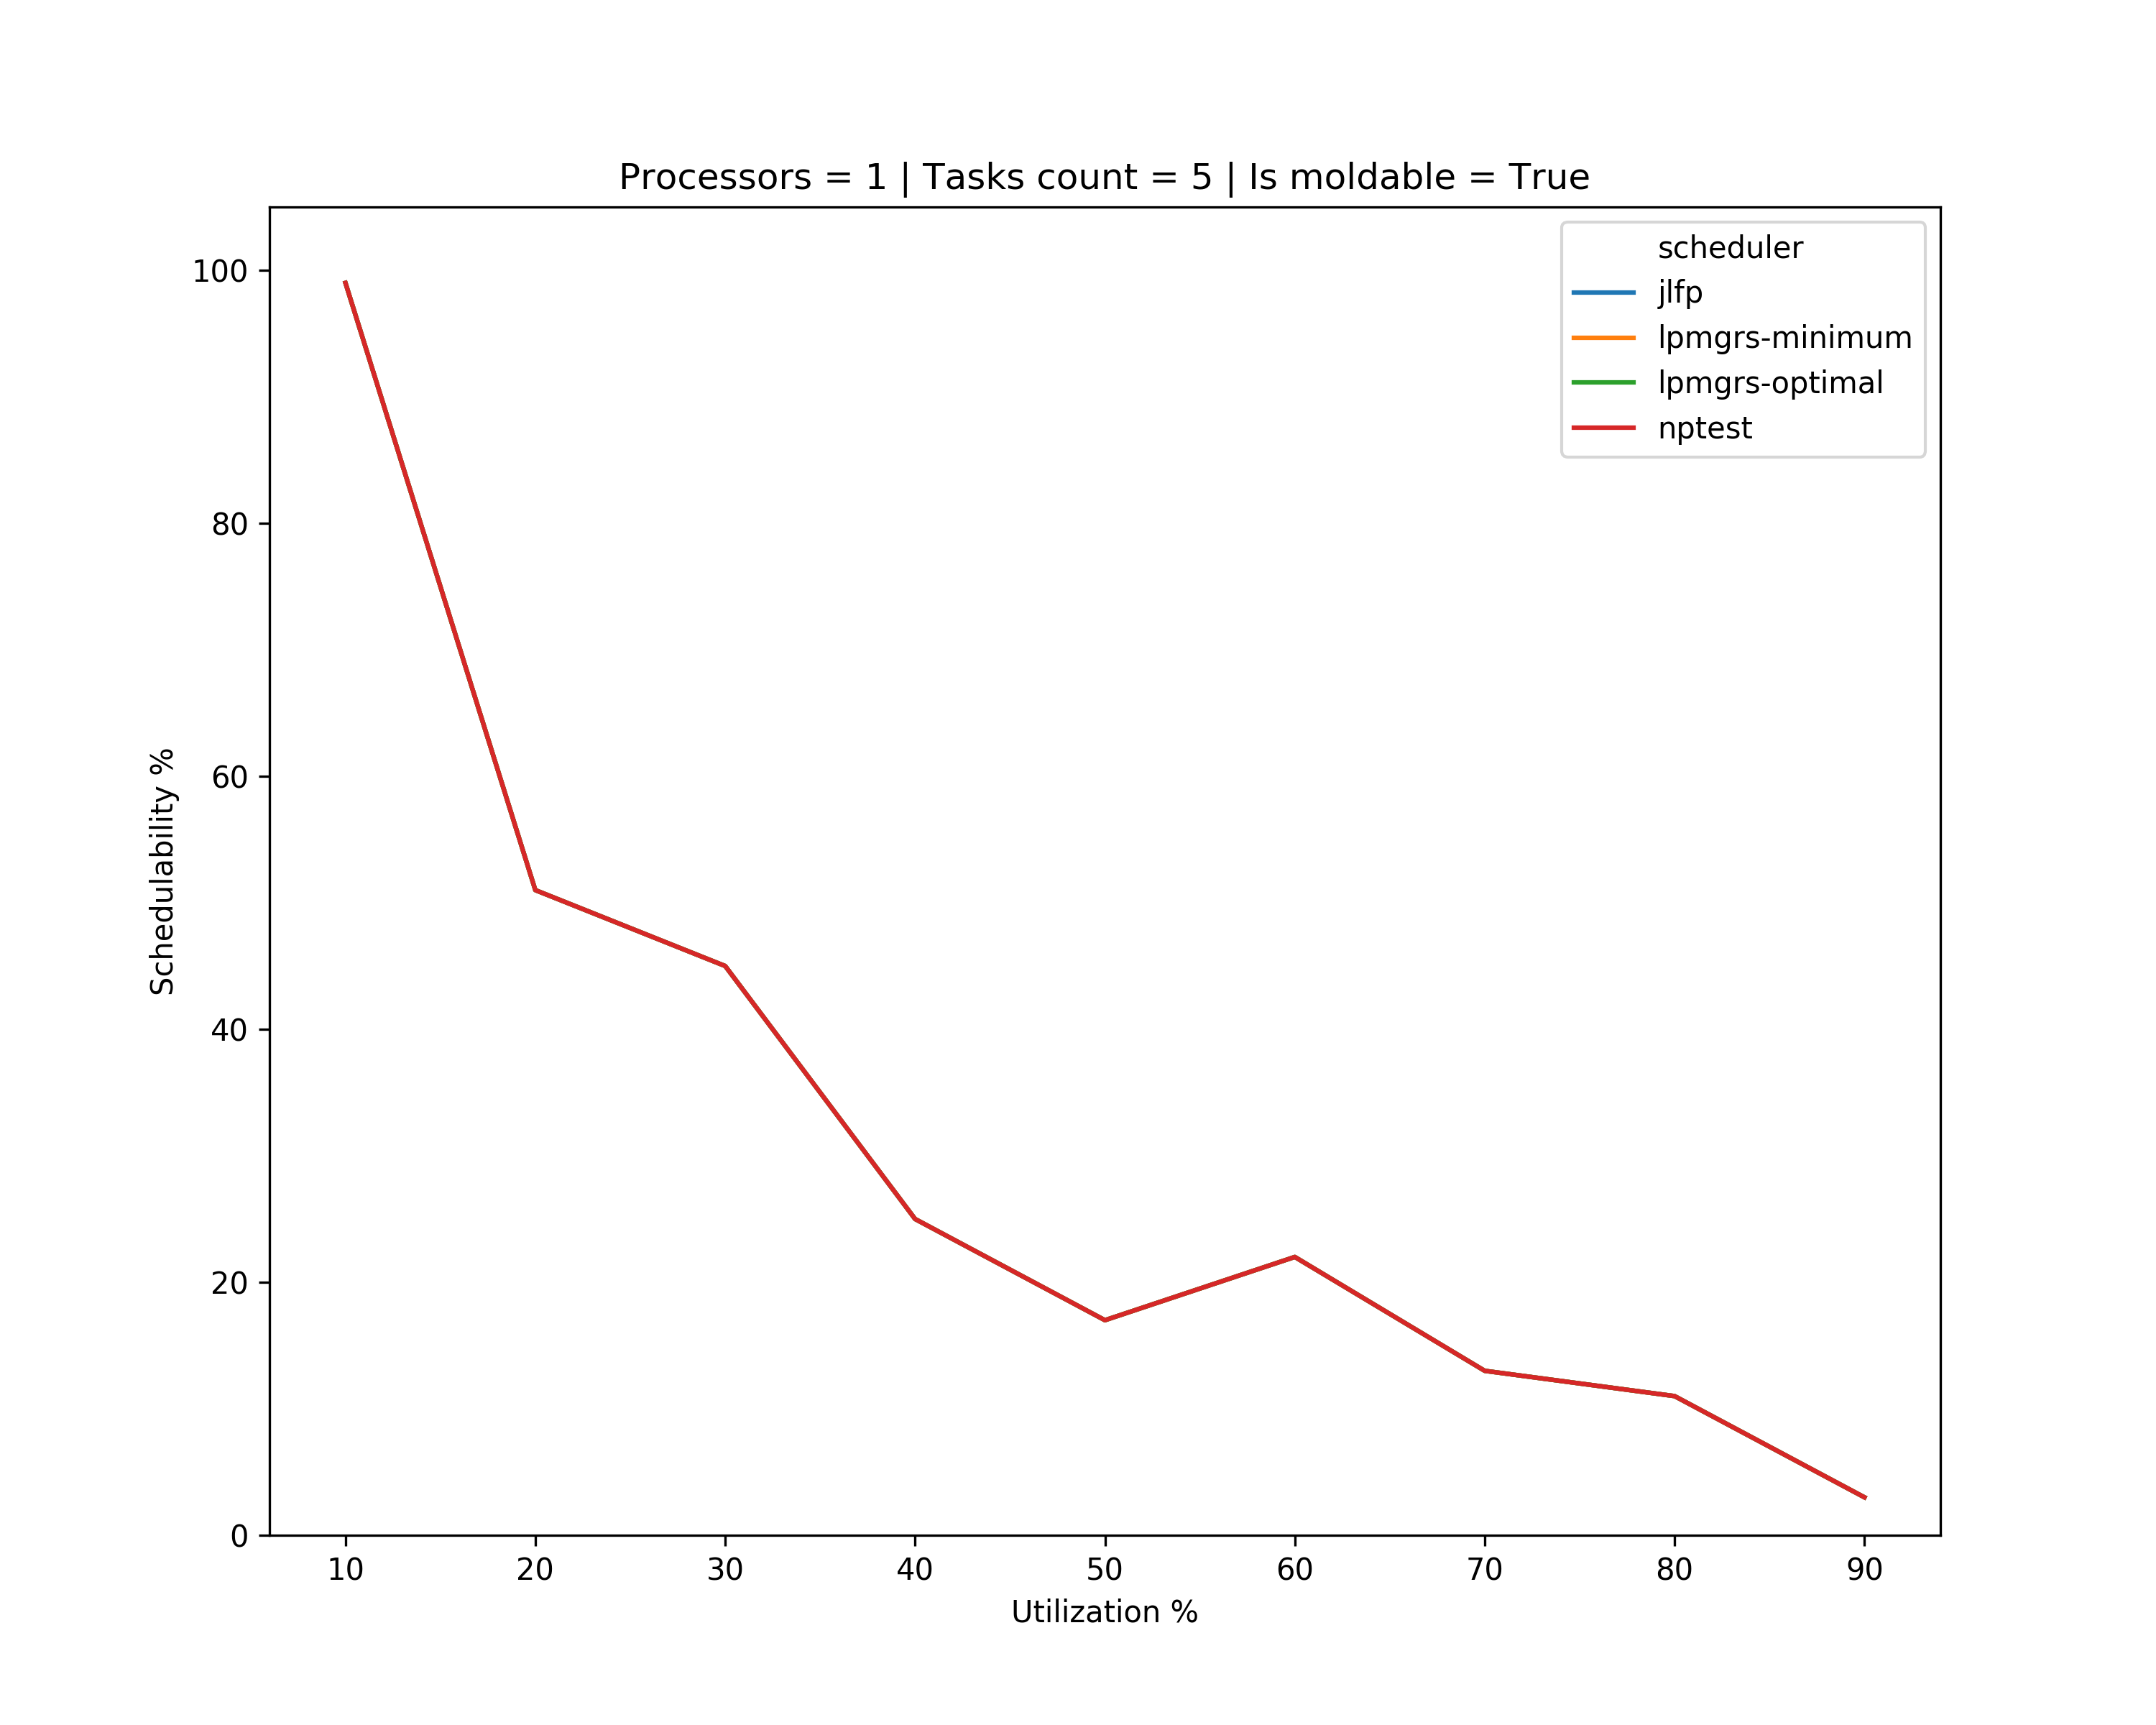 Processors = 1 | Tasks count = 5 | Is moldable = True
scheduler
jlfp
lpmgrs-minimum
lpmgrs-optimal
nptest
Schedulability %
100
80
60
40
20
0
10 20 30 40 50 60 70 80 90
Utilization %